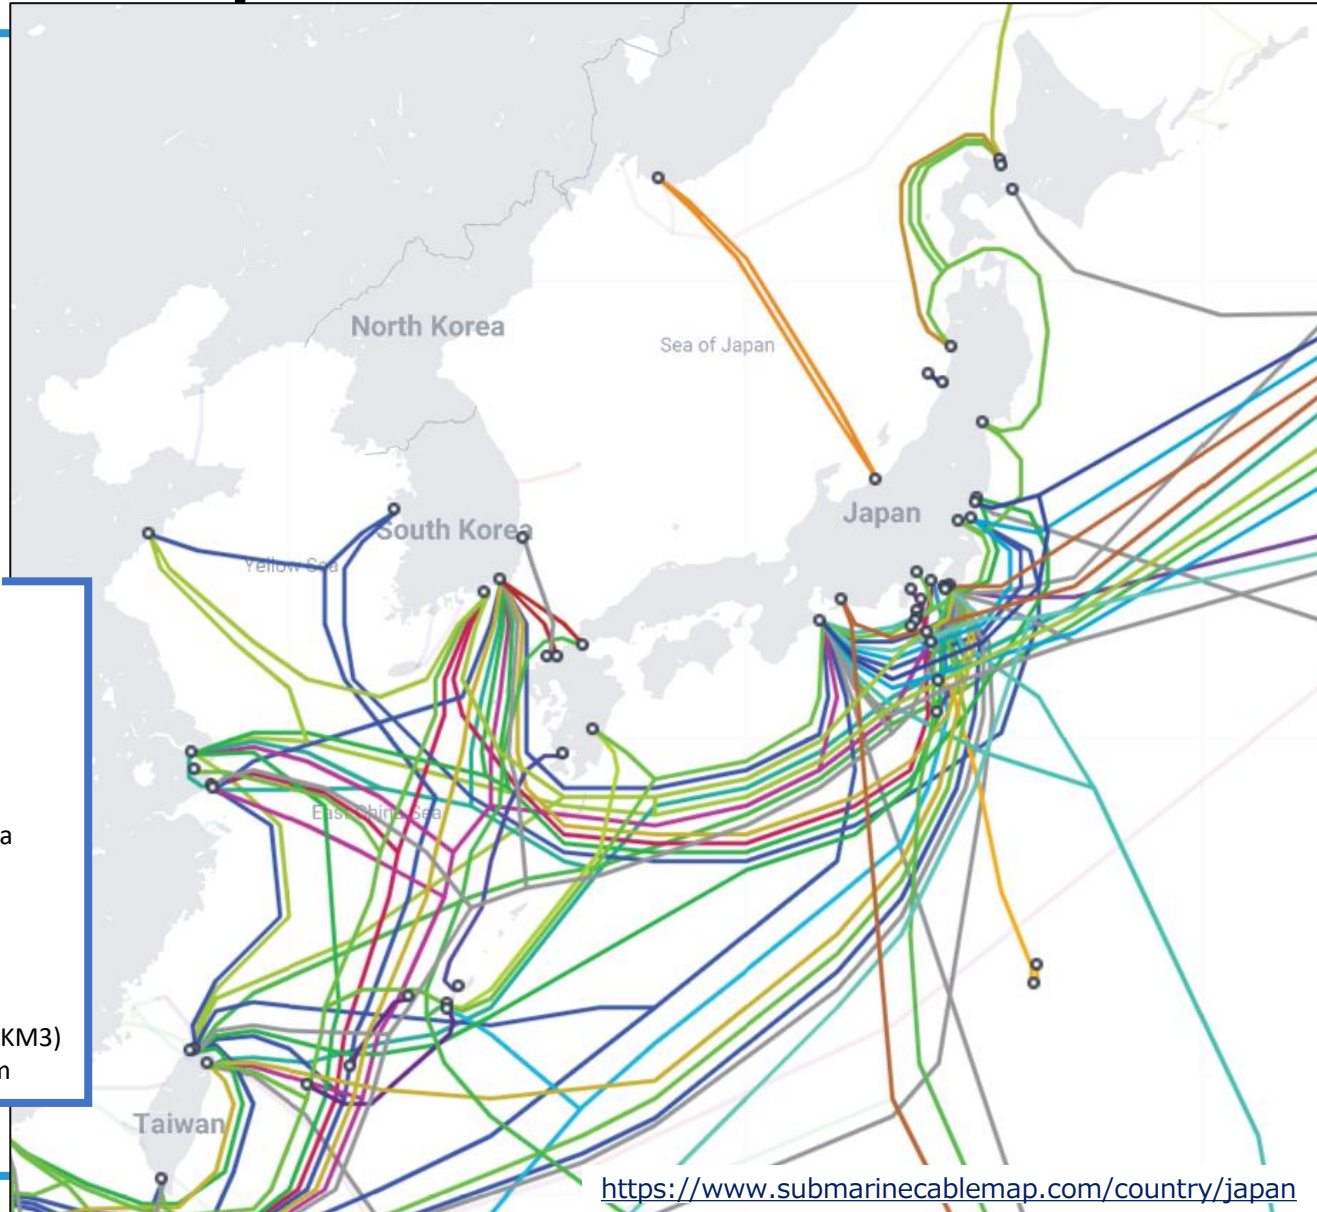 North Korea
Sea of Japan
Japan
South Korea
Yellow Sea
East China Sea
a
KM3)
Taiwan
https://www.submarinecablemap.com/country/japan